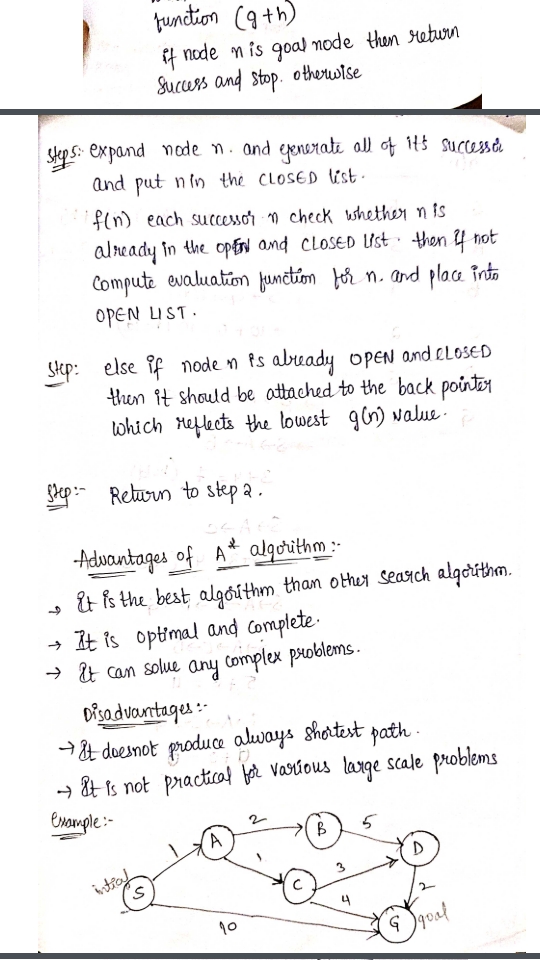 function (g+h)
if node n is goal node then return
success and stop. otherwise
Step5:- expand node n. and generate all of its successor
and put n in the CLOSED list.
f(n) each successor n check whether n is
already in the open and CLOSED list. then if not
compute evaluation function for n. and place into
OPEN LIST.
Step: else if node n is already OPEN and CLOSED
then it should be attached to the back pointer
which reflects the lowest g(n) value.
Step:- Return to step 2.
Advantages of A* algorithm:-
→ It is the best algorithm than other search algorithm.
→ It is optimal and complete.
→ It can solve any complex problems.
Disadvantages:-
→ It doesnot produce always shortest path.
→ It is not practical for various large scale problems
Example:-
A 2 B 5 D
1 1 3 2
intial S C 4
10 G goal